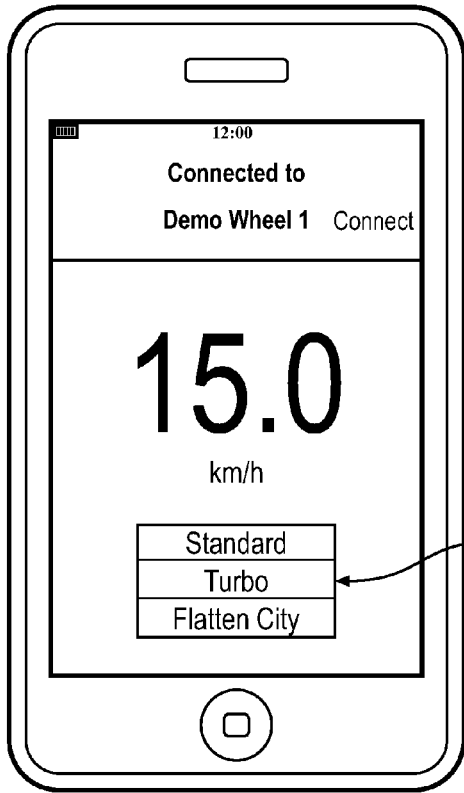 12:00
Connected to
Demo Wheel 1 Connect
15.0
km/h
Standard
Turbo
Flatten City